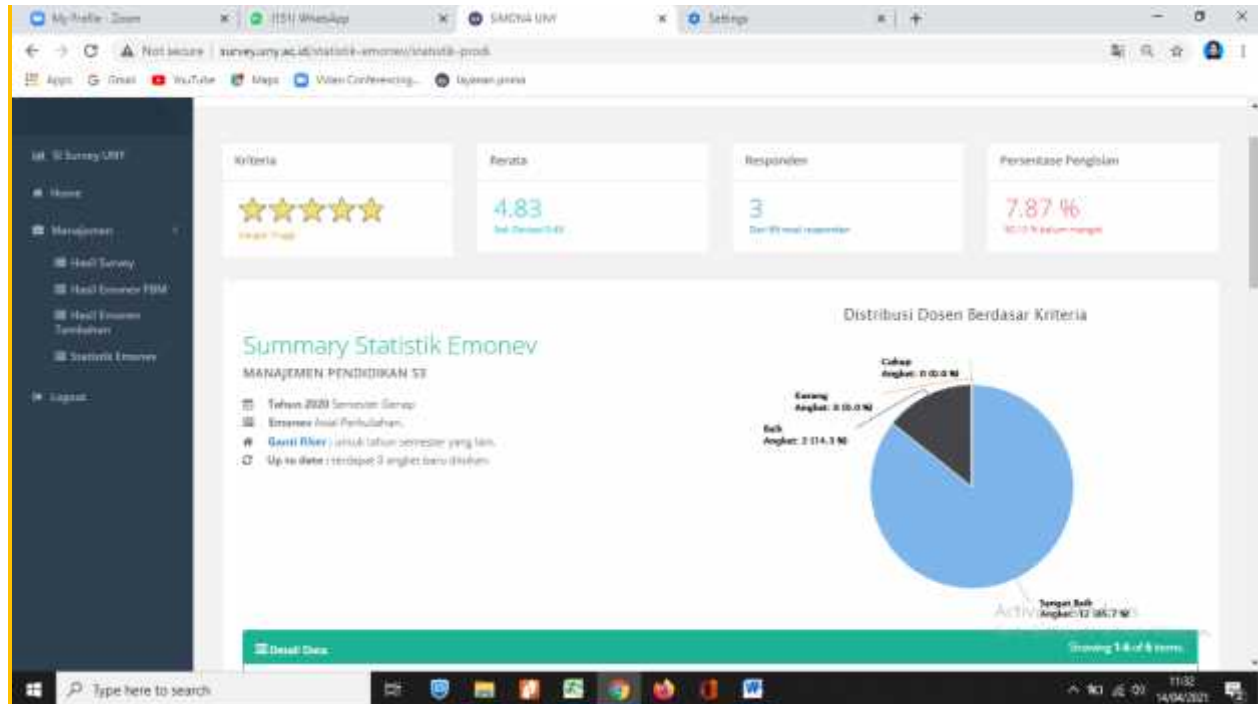 My Profile - Zoom
(151) WhatsApp
SIMONA UNY
Settings
Not secure
survey.uny.ac.id/statistik-emonev/statistik-prodi
Apps
Gmail
YouTube
Maps
Video Conferencing...
layanan prima
SI Survey UNY
Home
Manajemen
Hasil Survey
Hasil Emonev PBM
Hasil Emonev
Tambahan
Statistik Emonev
Logout
Kriteria
Rerata
4.83
Responden
3
Persentase Pengisian
7.87 %
Summary Statistik Emonev
MANAJEMEN PENDIDIKAN S3
Tahun 2020 Semester Genap
Emonev Awal Perkuliahan.
Ganti Filter : untuk tahun semester yang lain.
Up to date : terdapat 3 angket baru
Distribusi Dosen Berdasar Kriteria
Cukup
Angket: 0 (0.0 %)
Kurang
Angket: 0 (0.0 %)
Baik
Angket: 2 (14.3 %)
Sangat Baik
Angket: 12 (85.7 %)
Detail Data
Showing 1-6 of 6 items.
Type here to search
11:32
14/04/2021